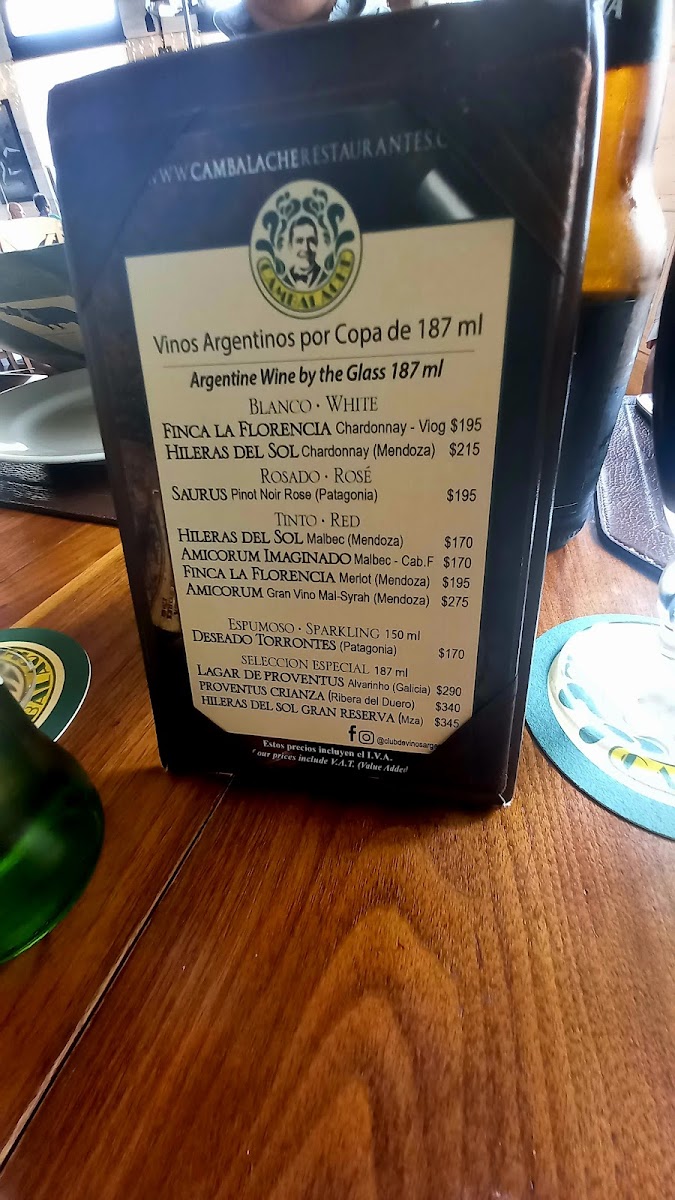 WWW.CAMBALACHERESTAURANTES.C
CAMBALACHE
Vinos Argentinos por Copa de 187 ml
Argentine Wine by the Glass 187 ml
BLANCO · WHITE
FINCA LA FLORENCIA Chardonnay - Viog $195
HILERAS DEL SOL Chardonnay (Mendoza) $215
ROSADO · ROSÉ
SAURUS Pinot Noir Rose (Patagonia) $195
TINTO · RED
HILERAS DEL SOL Malbec (Mendoza) $170
AMICORUM IMAGINADO Malbec - Cab.F $170
FINCA LA FLORENCIA Merlot (Mendoza) $195
AMICORUM Gran Vino Mal-Syrah (Mendoza) $275
ESPUMOSO · SPARKLING 150 ml
DESEADO TORRONTES (Patagonia) $170
SELECCION ESPECIAL 187 ml
LAGAR DE PROVENTUS Alvarinho (Galicia) $290
PROVENTUS CRIANZA (Ribera del Duero) $340
HILERAS DEL SOL GRAN RESERVA (Mza) $345
@clubdevinosarge
Estos precios incluyen el I.V.A.
our prices include V.A.T. (Value Added